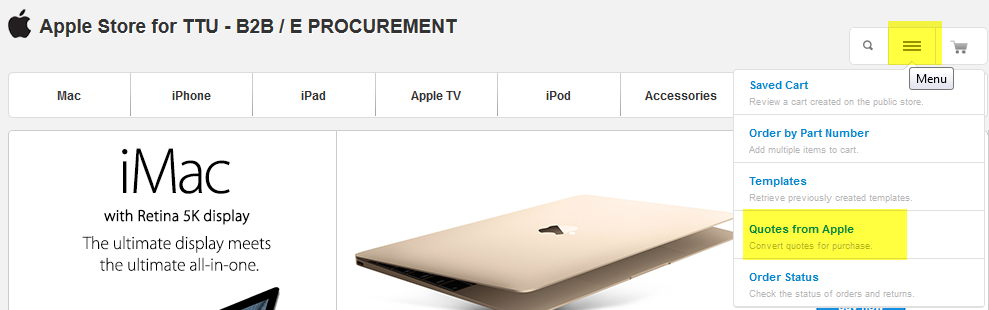 Apple Store for TTU - B2B / E PROCUREMENT
Menu
Mac
iPhone
iPad
Apple TV
iPod
Accessories
Saved Cart
Review a cart created on the public store.
Order by Part Number
Add multiple items to cart.
Templates
Retrieve previously created templates.
Quotes from Apple
Convert quotes for purchase.
Order Status
Check the status of orders and returns.
iMac
with Retina 5K display
The ultimate display meets
the ultimate all-in-one.